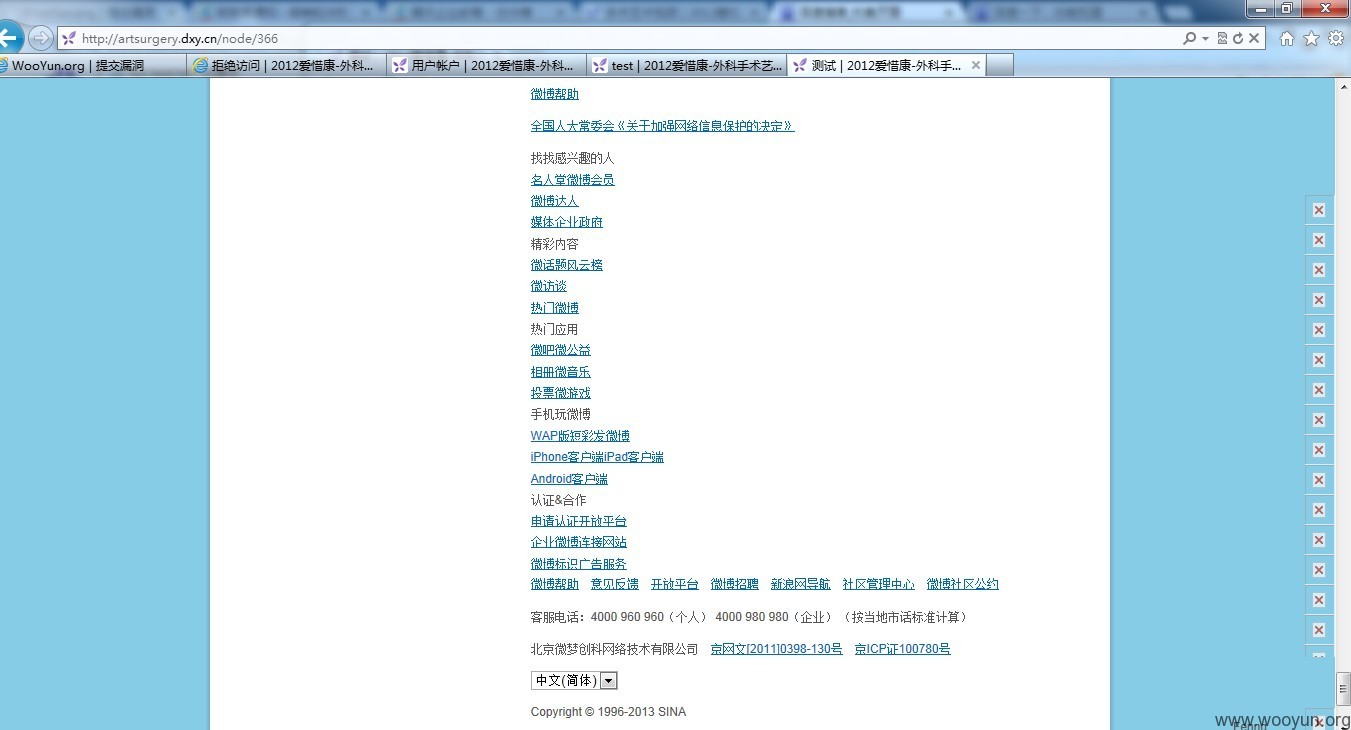 http://artsurgery.dxy.cn/node/366
WooYun.org | 提交漏洞
拒绝访问 | 2012爱惜康-外科...
用户帐户 | 2012爱惜康-外科...
test | 2012爱惜康-外科手术艺...
测试 | 2012爱惜康-外科手...
微博帮助
全国人大常委会《关于加强网络信息保护的决定》
找找感兴趣的人
名人堂微博会员
微博达人
媒体企业政府
精彩内容
微话题风云榜
微访谈
热门微博
热门应用
微吧微公益
相册微音乐
投票微游戏
手机玩微博
WAP版短彩发微博
iPhone客户端iPad客户端
Android客户端
认证&合作
申请认证开放平台
企业微博连接网站
微博标识广告服务
微博帮助 意见反馈 开放平台 微博招聘 新浪网导航 社区管理中心 微博社区公约
客服电话：4000 960 960（个人） 4000 980 980（企业） （按当地市话标准计算）
北京微梦创科网络技术有限公司 京网文[2011]0398-130号 京ICP证100780号
中文(简体)
Copyright © 1996-2013 SINA
www.wooyun.org